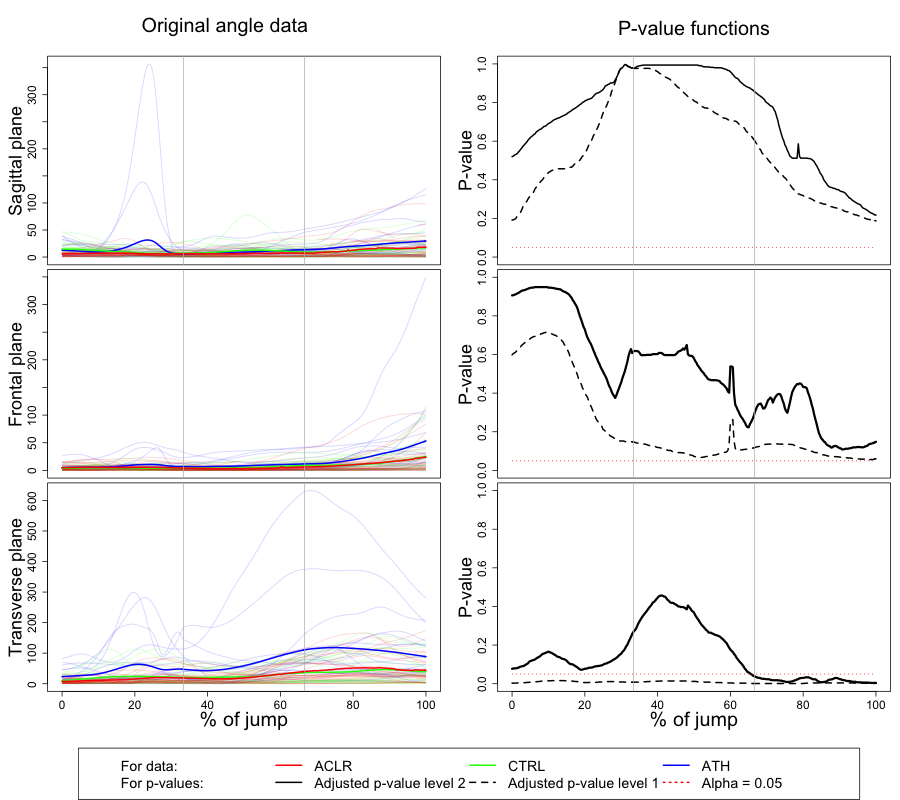 Original angle data
P-value functions
Sagittal plane
0 50 100 200 300
P-value
0.0 0.2 0.4 0.6 0.8 1.0
Frontal plane
0 50 100 200 300
P-value
0.0 0.2 0.4 0.6 0.8 1.0
Transverse plane
0 100 200 300 400 500 600
P-value
0.0 0.2 0.4 0.6 0.8 1.0
0 20 40 60 80 100
0 20 40 60 80 100
% of jump
% of jump
For data: ACLR CTRL ATH
For p-values: Adjusted p-value level 2 Adjusted p-value level 1 Alpha = 0.05